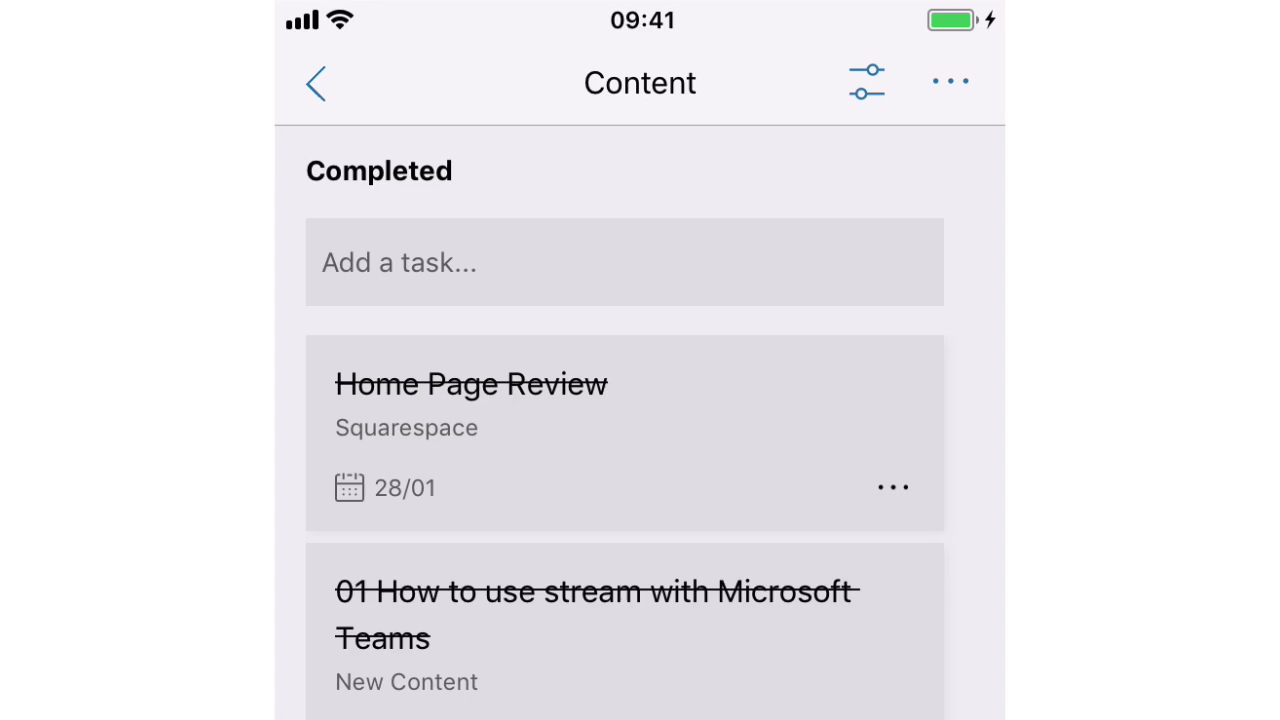 09:41
Content
Completed
Add a task...
Home Page Review
Squarespace
28/01
01 How to use stream with Microsoft
Teams
New Content